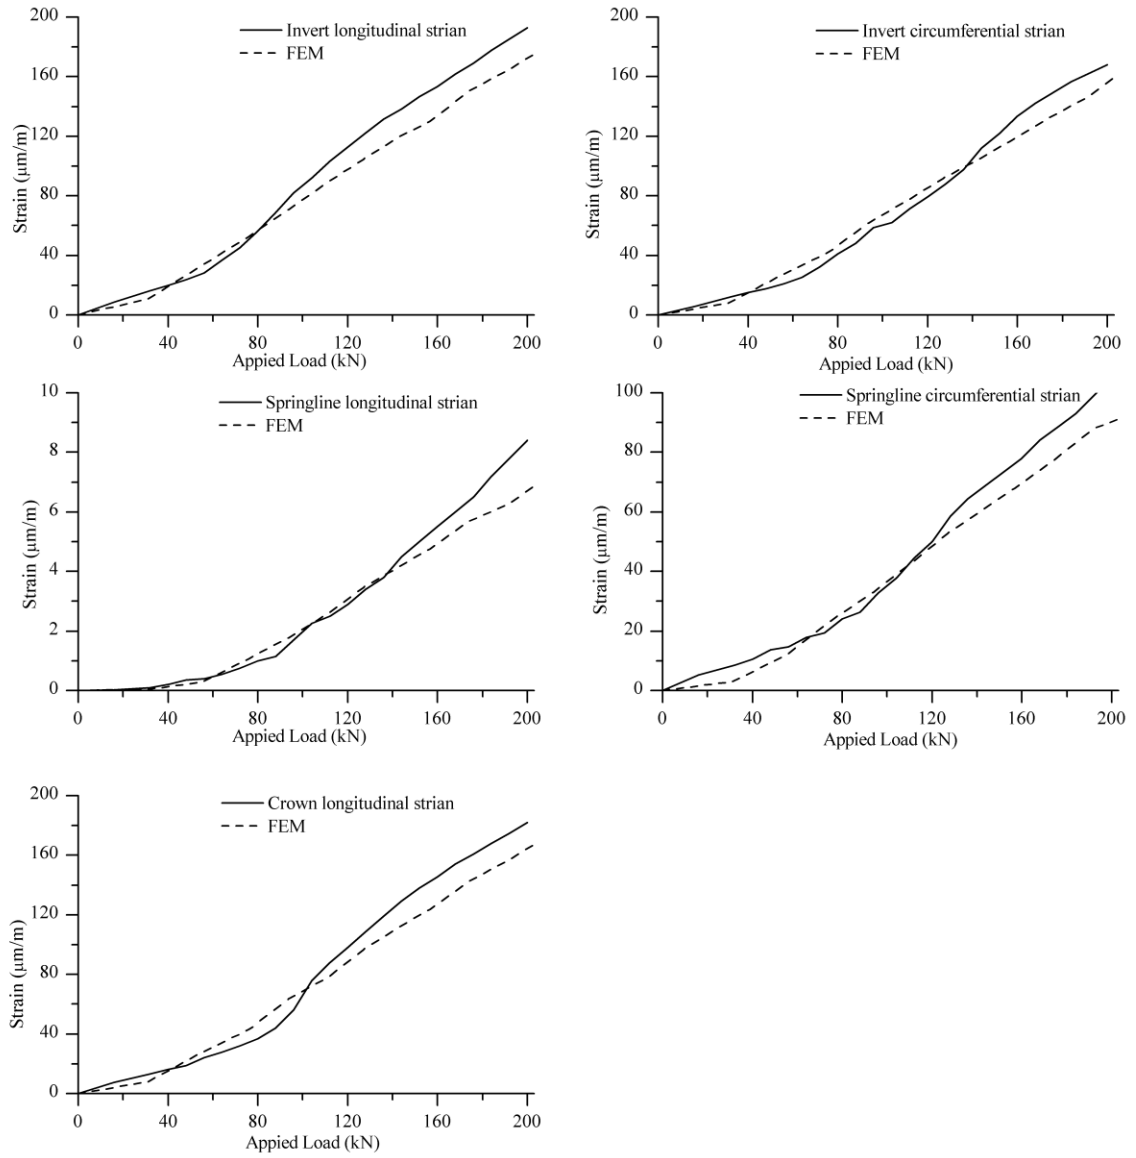 Invert longitudinal strian
FEM
Strain (μm/m)
200
160
120
80
40
0
0 40 80 120 160 200
Appied Load (kN)
Invert circumferential strian
FEM
Strain (μm/m)
200
160
120
80
40
0
0 40 80 120 160 200
Appied Load (kN)
Springline longitudinal strian
FEM
Strain (μm/m)
10
8
6
4
2
0
0 40 80 120 160 200
Appied Load (kN)
Springline circumferential strian
FEM
Strain (μm/m)
100
80
60
40
20
0
0 40 80 120 160 200
Appied Load (kN)
Crown longitudinal strian
FEM
Strain (μm/m)
200
160
120
80
40
0
0 40 80 120 160 200
Appied Load (kN)